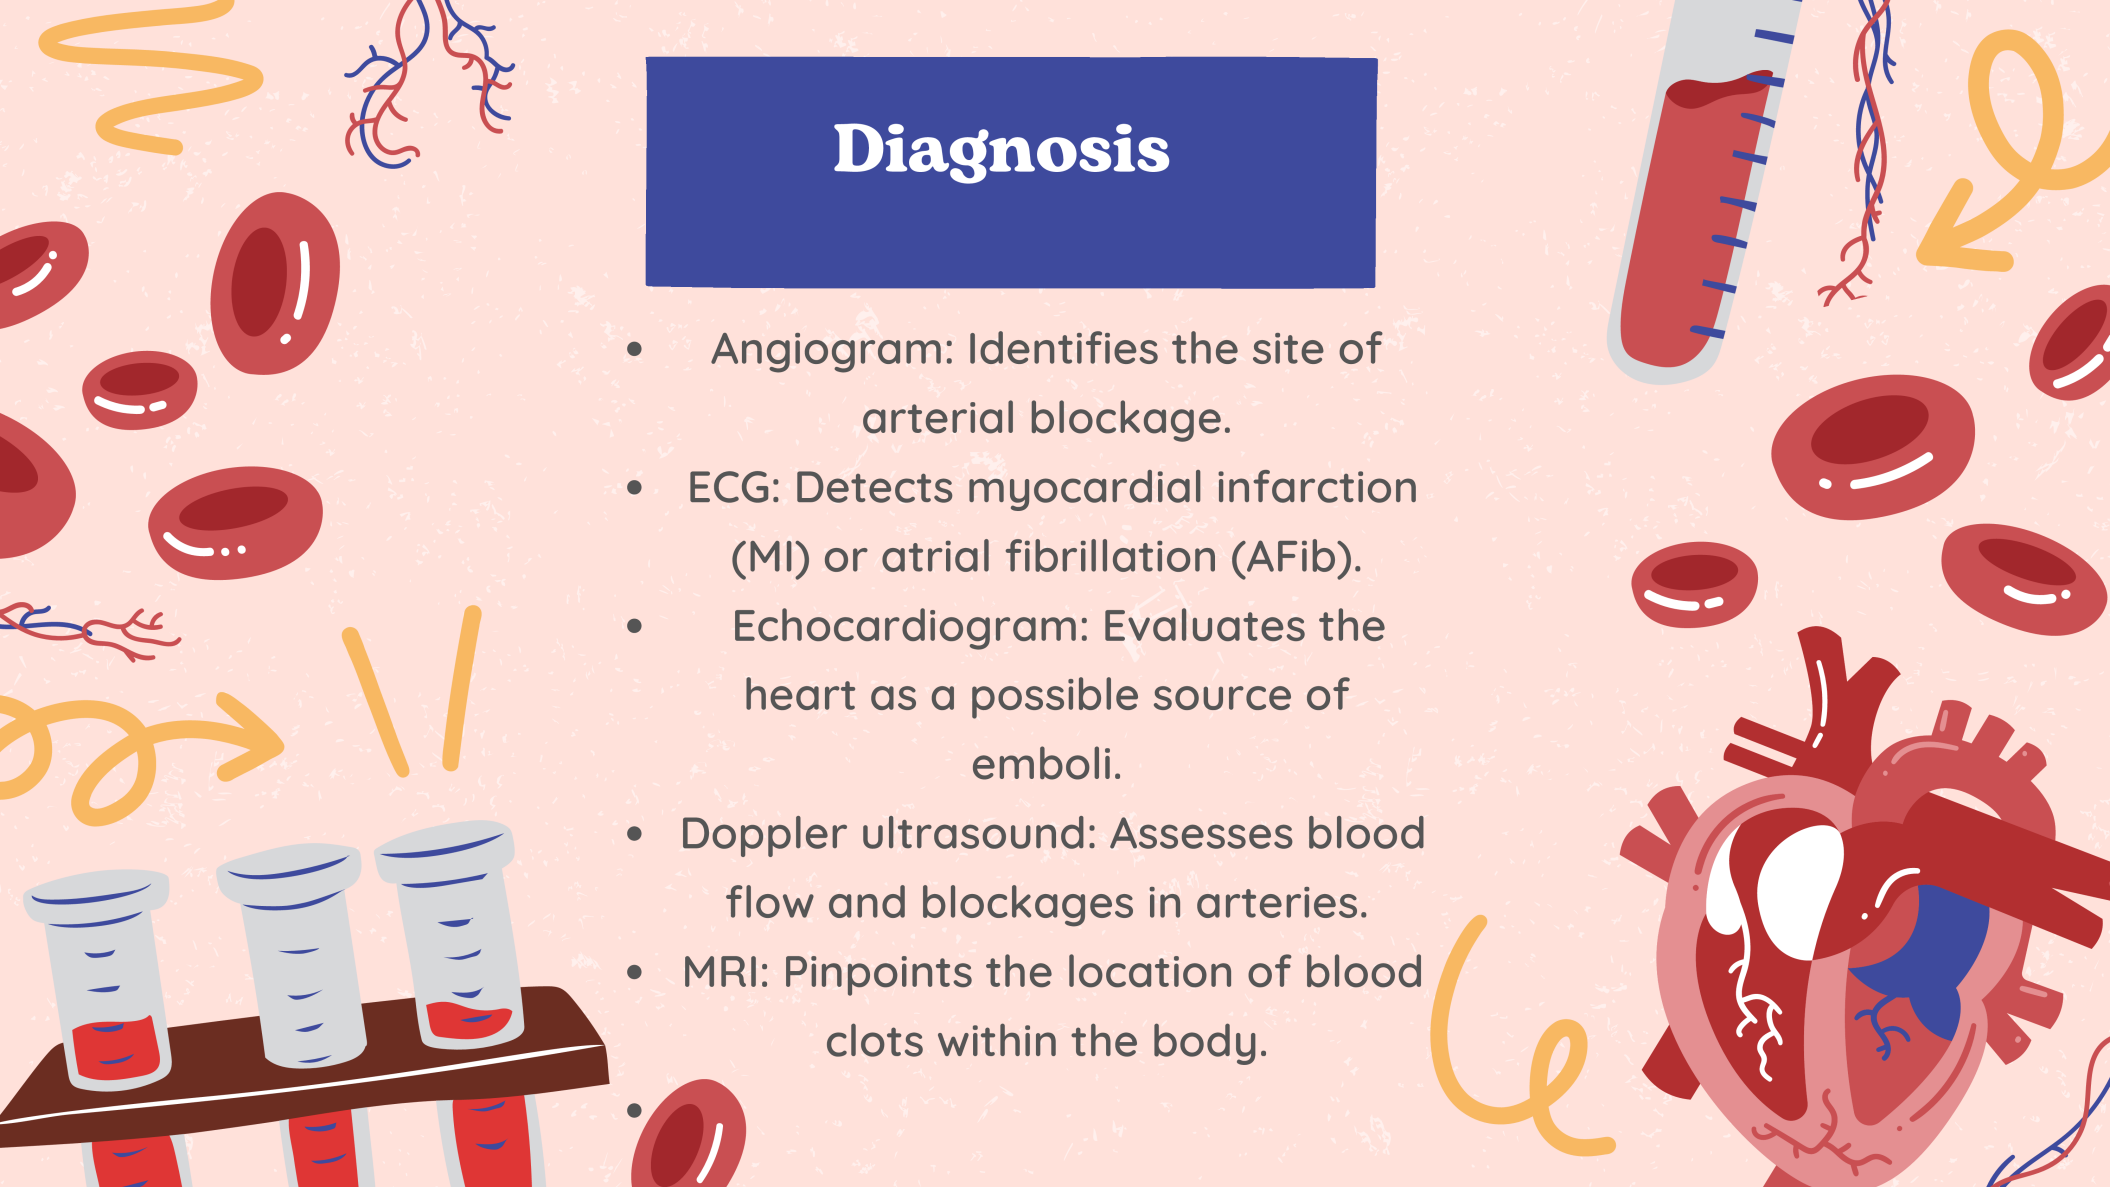 Diagnosis
• Angiogram: Identifies the site of
arterial blockage.
• ECG: Detects myocardial infarction
(MI) or atrial fibrillation (AFib).
• Echocardiogram: Evaluates the
heart as a possible source of
emboli.
• Doppler ultrasound: Assesses blood
flow and blockages in arteries.
• MRI: Pinpoints the location of blood
clots within the body.
•